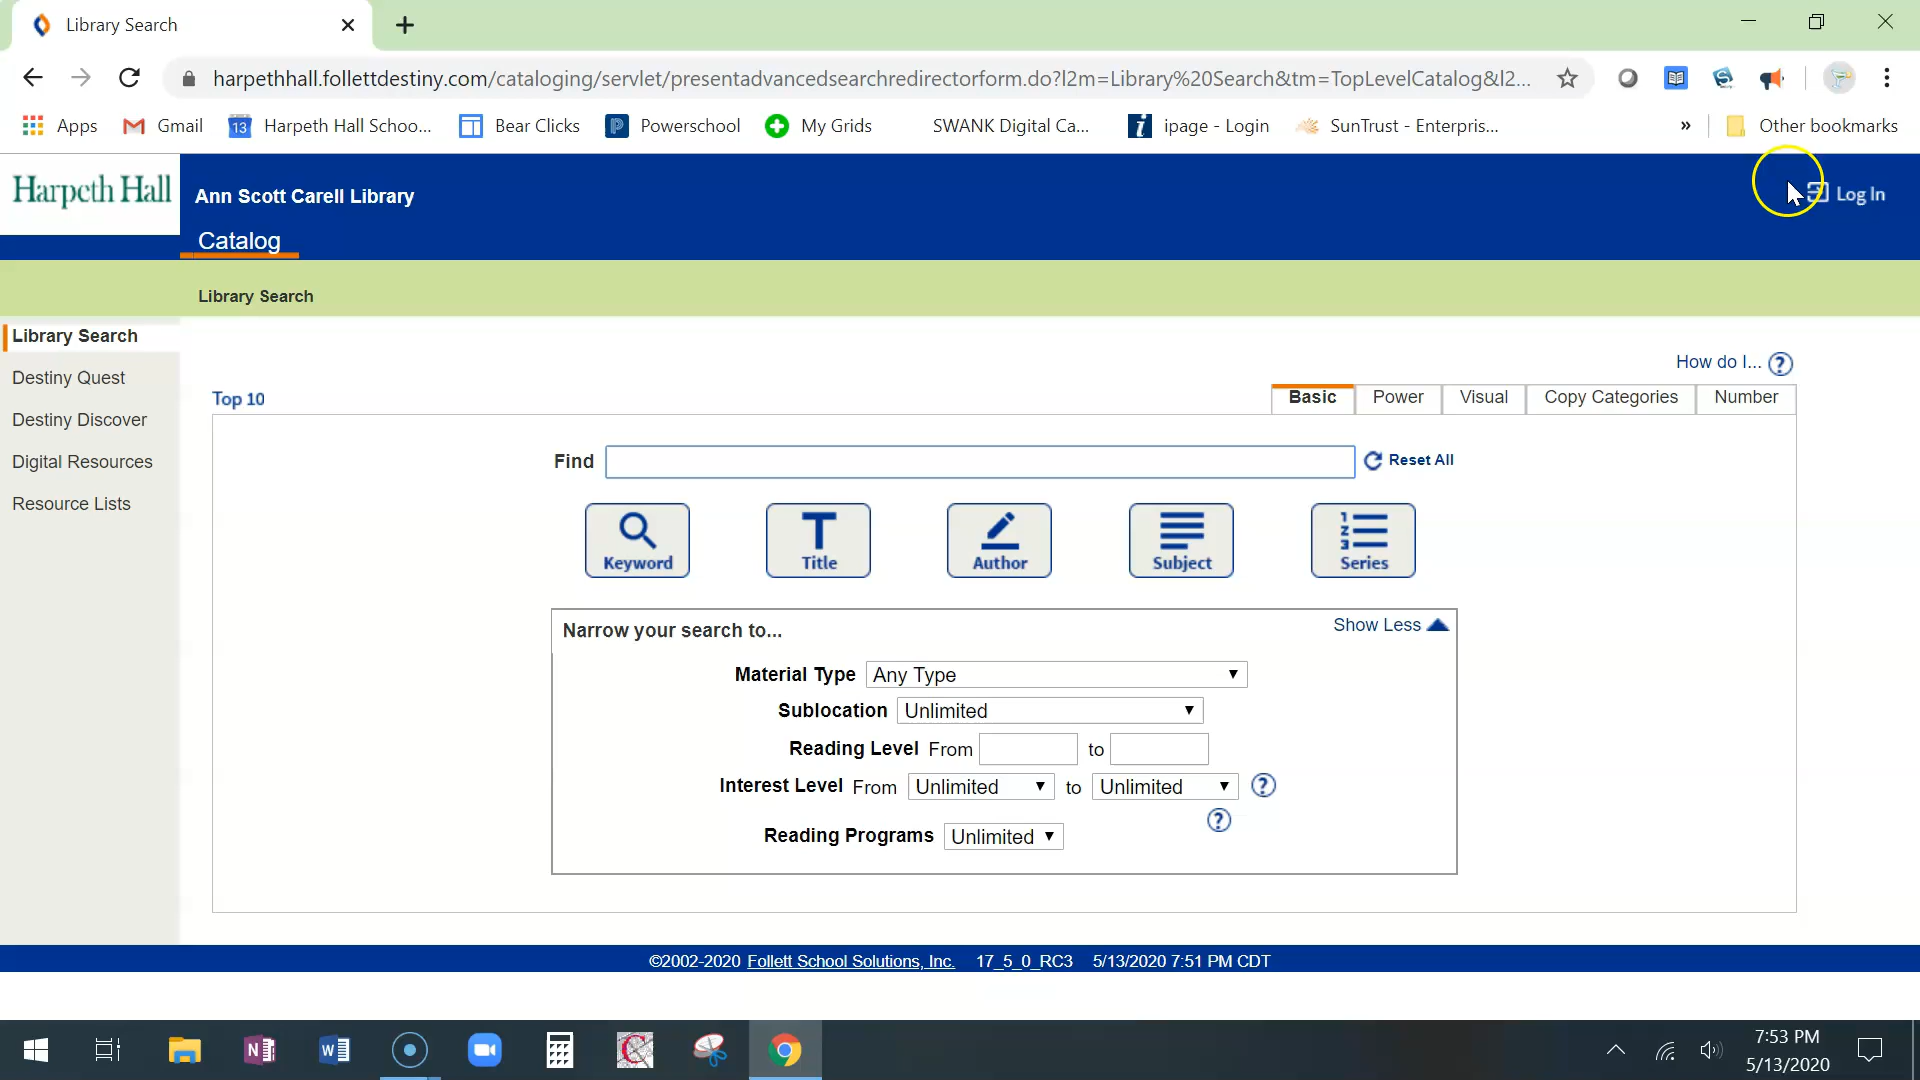 Library Search
harpethhall.follettdestiny.com/cataloging/servlet/presentadvancedsearchredirectorform.do?l2m=Library%20Search&tm=TopLevelCatalog&l2...
Apps Gmail 13 Harpeth Hall Schoo... Bear Clicks P Powerschool My Grids SWANK Digital Ca... i ipage - Login SunTrust - Enterpris... » Other bookmarks
Harpeth Hall
Ann Scott Carell Library
Log In
Catalog
Library Search
Library Search
Destiny Quest
Destiny Discover
Digital Resources
Resource Lists
How do I... ?
Top 10
Basic Power Visual Copy Categories Number
Find Reset All
Keyword Title Author Subject Series
Narrow your search to... Show Less
Material Type Any Type
Sublocation Unlimited
Reading Level From to
Interest Level From Unlimited to Unlimited ?
?
Reading Programs Unlimited
©2002-2020 Follett School Solutions, Inc. 17_5_0_RC3 5/13/2020 7:51 PM CDT
7:53 PM
5/13/2020